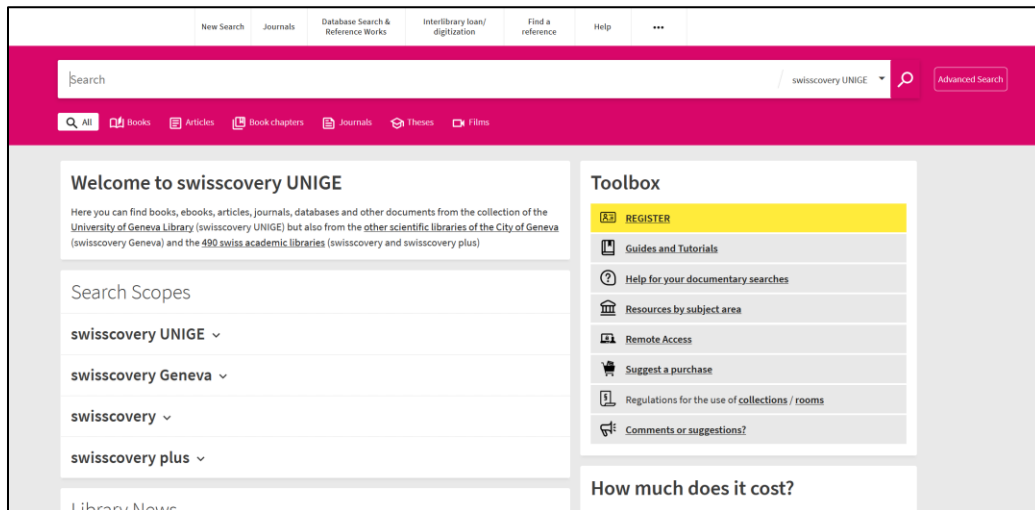 New Search
Journals
Database Search &
Reference Works
Interlibrary loan/
digitization
Find a
reference
Help
Search
swisscovery UNIGE
Advanced Search
All
Books
Articles
Book chapters
Journals
Theses
Films
Welcome to swisscovery UNIGE
Here you can find books, ebooks, articles, journals, databases and other documents from the collection of the
University of Geneva Library (swisscovery UNIGE) but also from the other scientific libraries of the City of Geneva
(swisscovery Geneva) and the 490 swiss academic libraries (swisscovery and swisscovery plus)
Search Scopes
swisscovery UNIGE
swisscovery Geneva
swisscovery
swisscovery plus
Library News
Toolbox
REGISTER
Guides and Tutorials
Help for your documentary searches
Resources by subject area
Remote Access
Suggest a purchase
Regulations for the use of collections / rooms
Comments or suggestions?
How much does it cost?